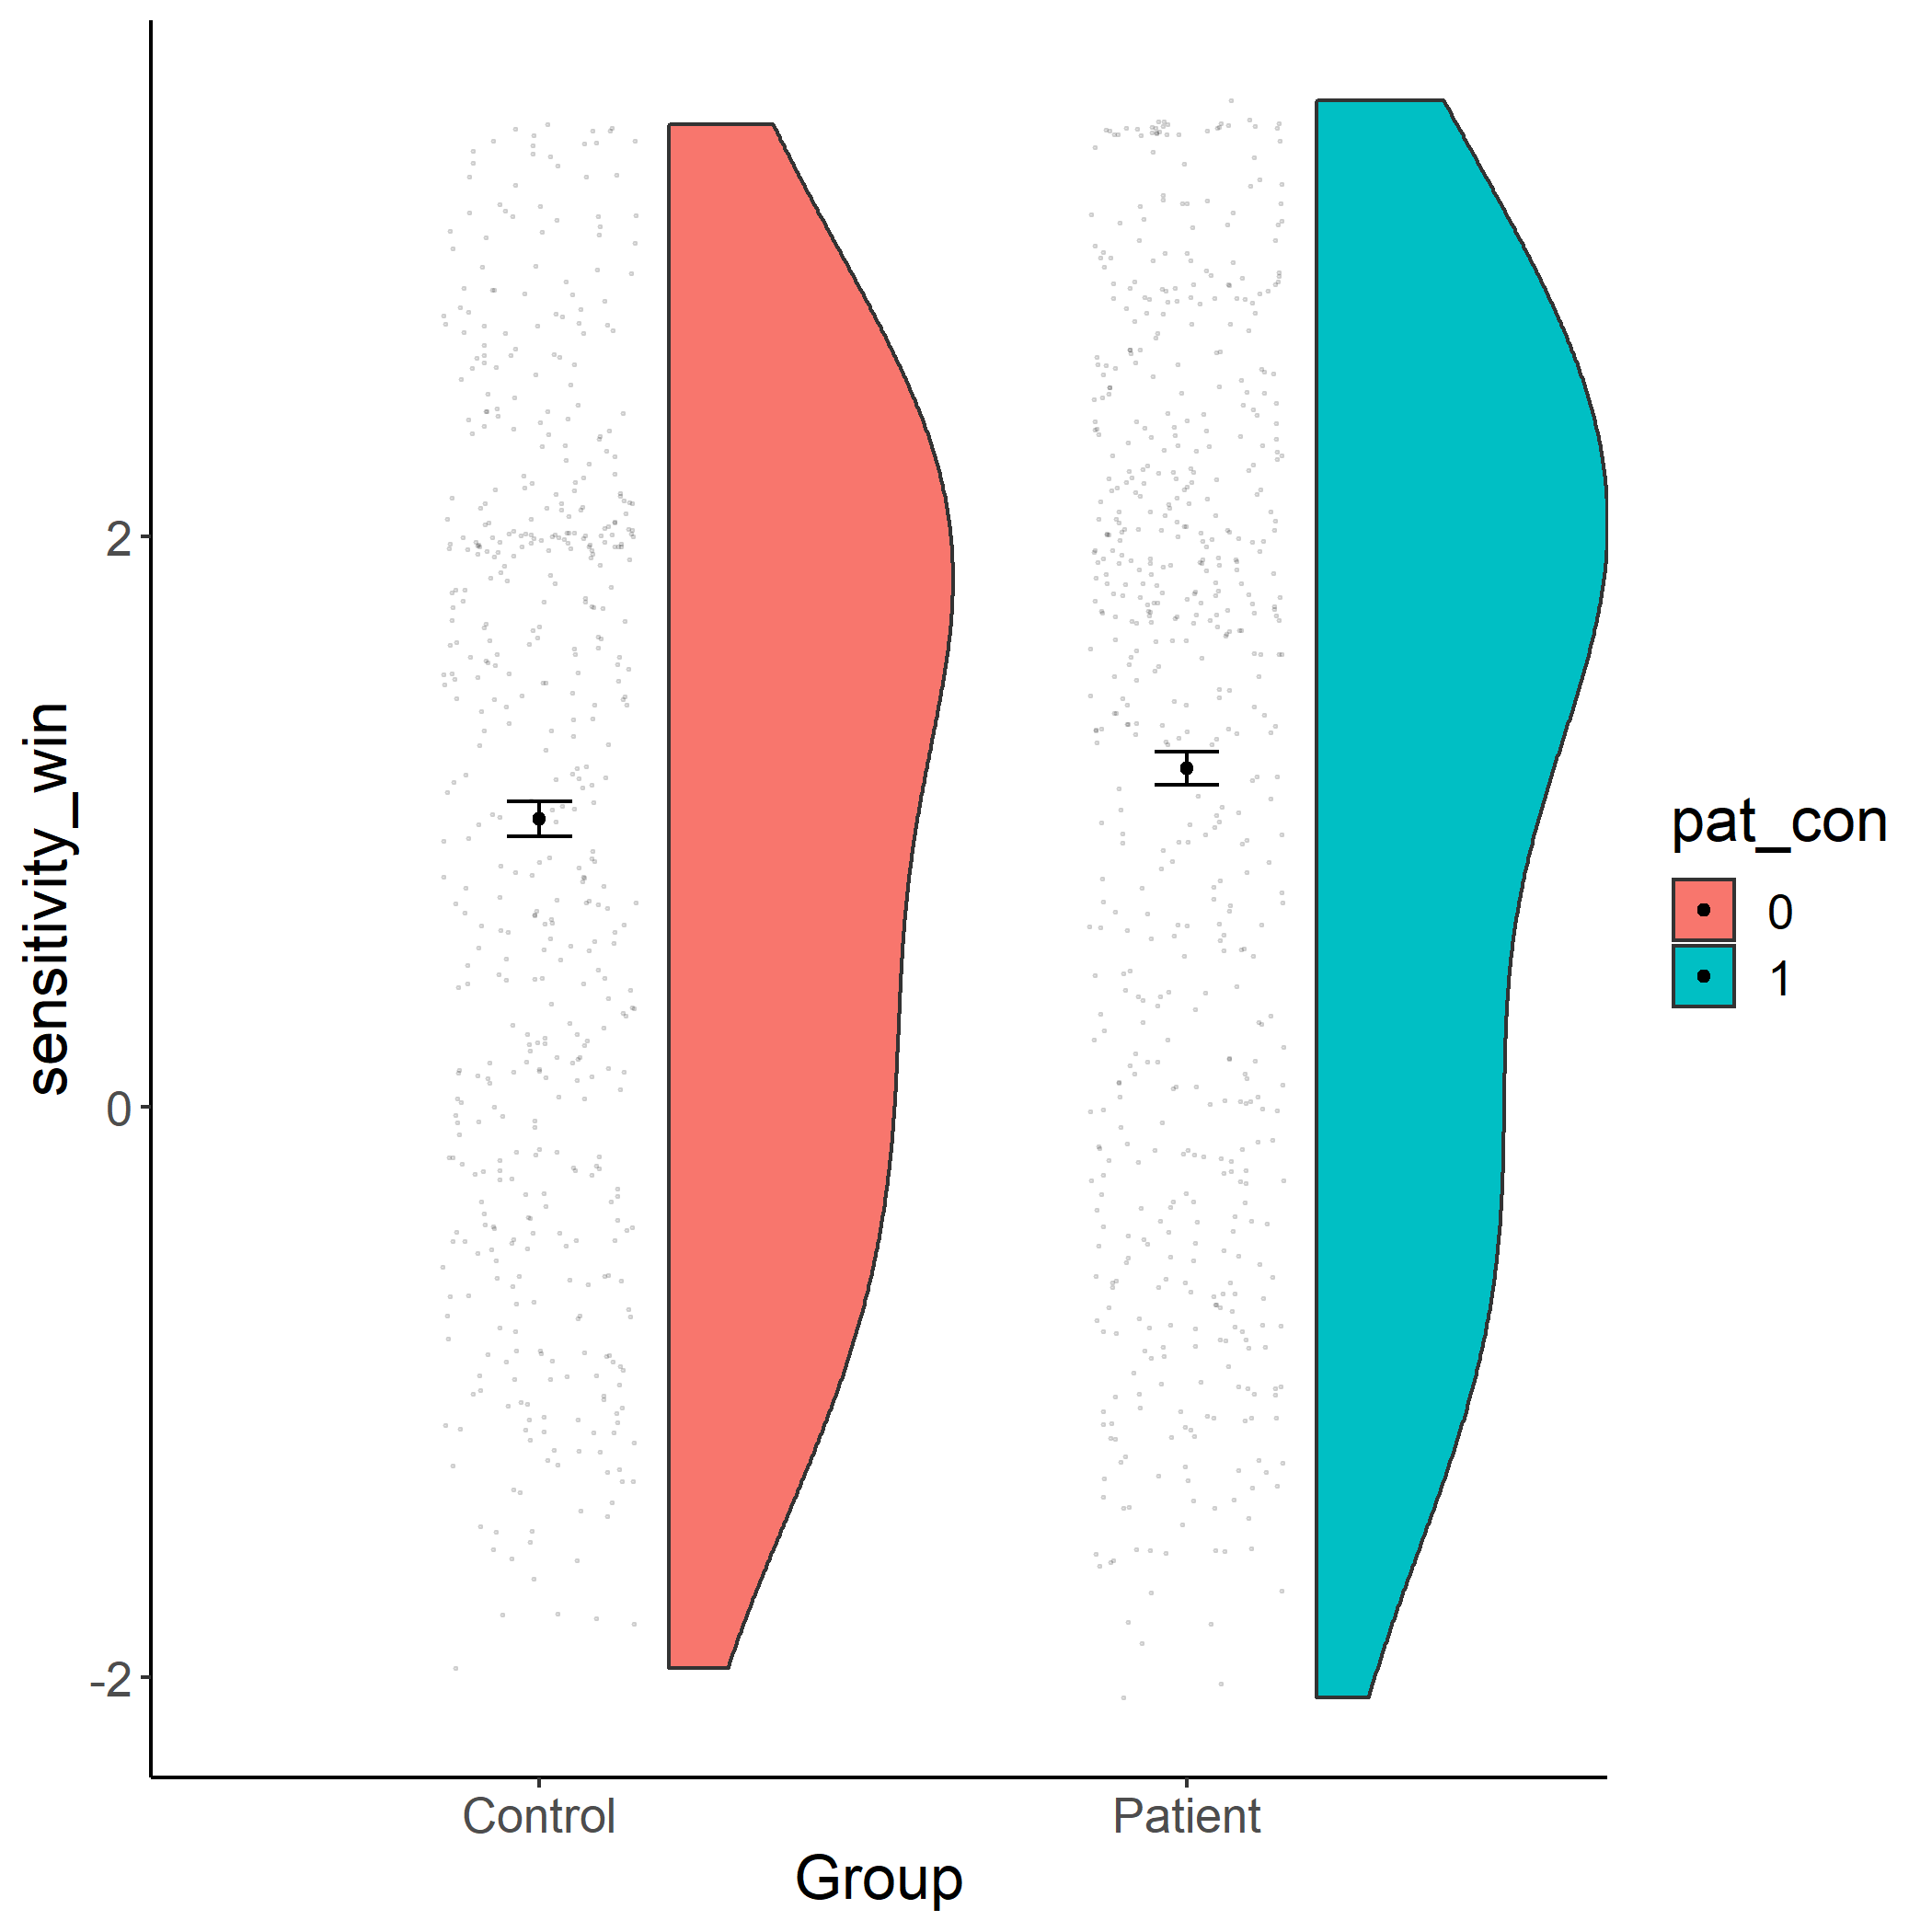 sensitivity_win
2
0
-2
Control
Patient
Group
pat_con
0
1